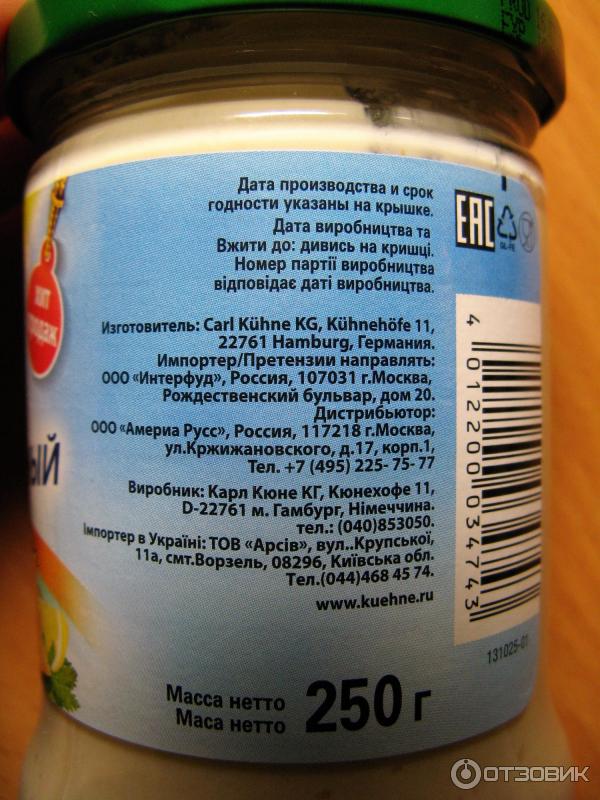 Дата производства и срок
годности указаны на крышке.
Дата виробництва та
Вжити до: дивись на кришці.
Номер партії виробництва
відповідає даті виробництва.
EAC
GL-FE
ХИТ
продаж
ый
Изготовитель: Carl Kühne KG, Kühnehöfe 11,
22761 Hamburg, Германия.
Импортер/Претензии направлять:
ООО «Интерфуд», Россия, 107031 г.Москва,
Рождественский бульвар, дом 20.
Дистрибьютор:
ООО «Америа Русс», Россия, 117218 г.Москва,
ул.Кржижановского, д.17, корп.1,
Тел. +7 (495) 225- 75- 77
Виробник: Карл Кюне КГ, Кюнехофе 11,
D-22761 м. Гамбург, Німеччина.
тел.: (040)853050.
Імпортер в Україні: ТОВ «Арсів», вул..Крупської,
11а, смт.Ворзель, 08296, Київська обл.
Тел.(044)468 45 74.
www.kuehne.ru
4 012200 034743
131025-01
Масса нетто
Маса нетто
250 г
ОТЗОВИК